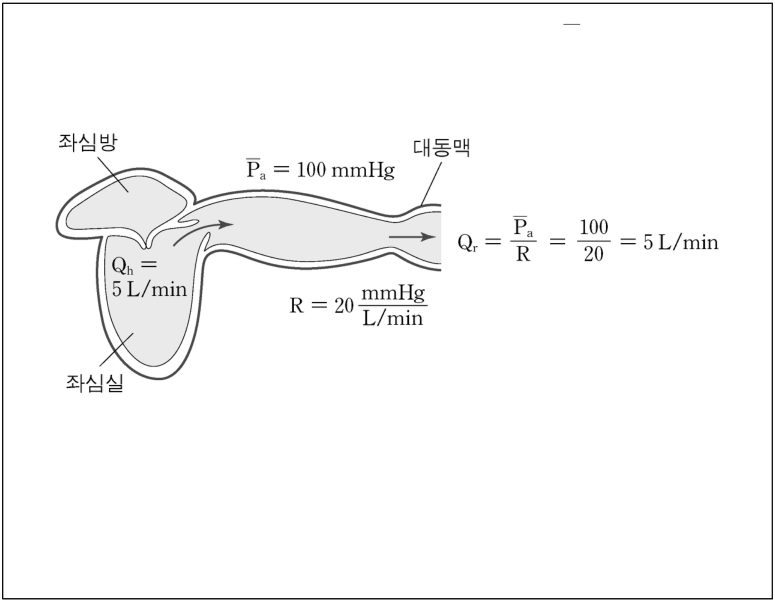 좌심방
대동맥
P̅ₐ = 100 mmHg
Qᵣ = P̅ₐ / R = 100 / 20 = 5 L/min
Qₕ =
5 L/min
R = 20 mmHg / L/min
좌심실